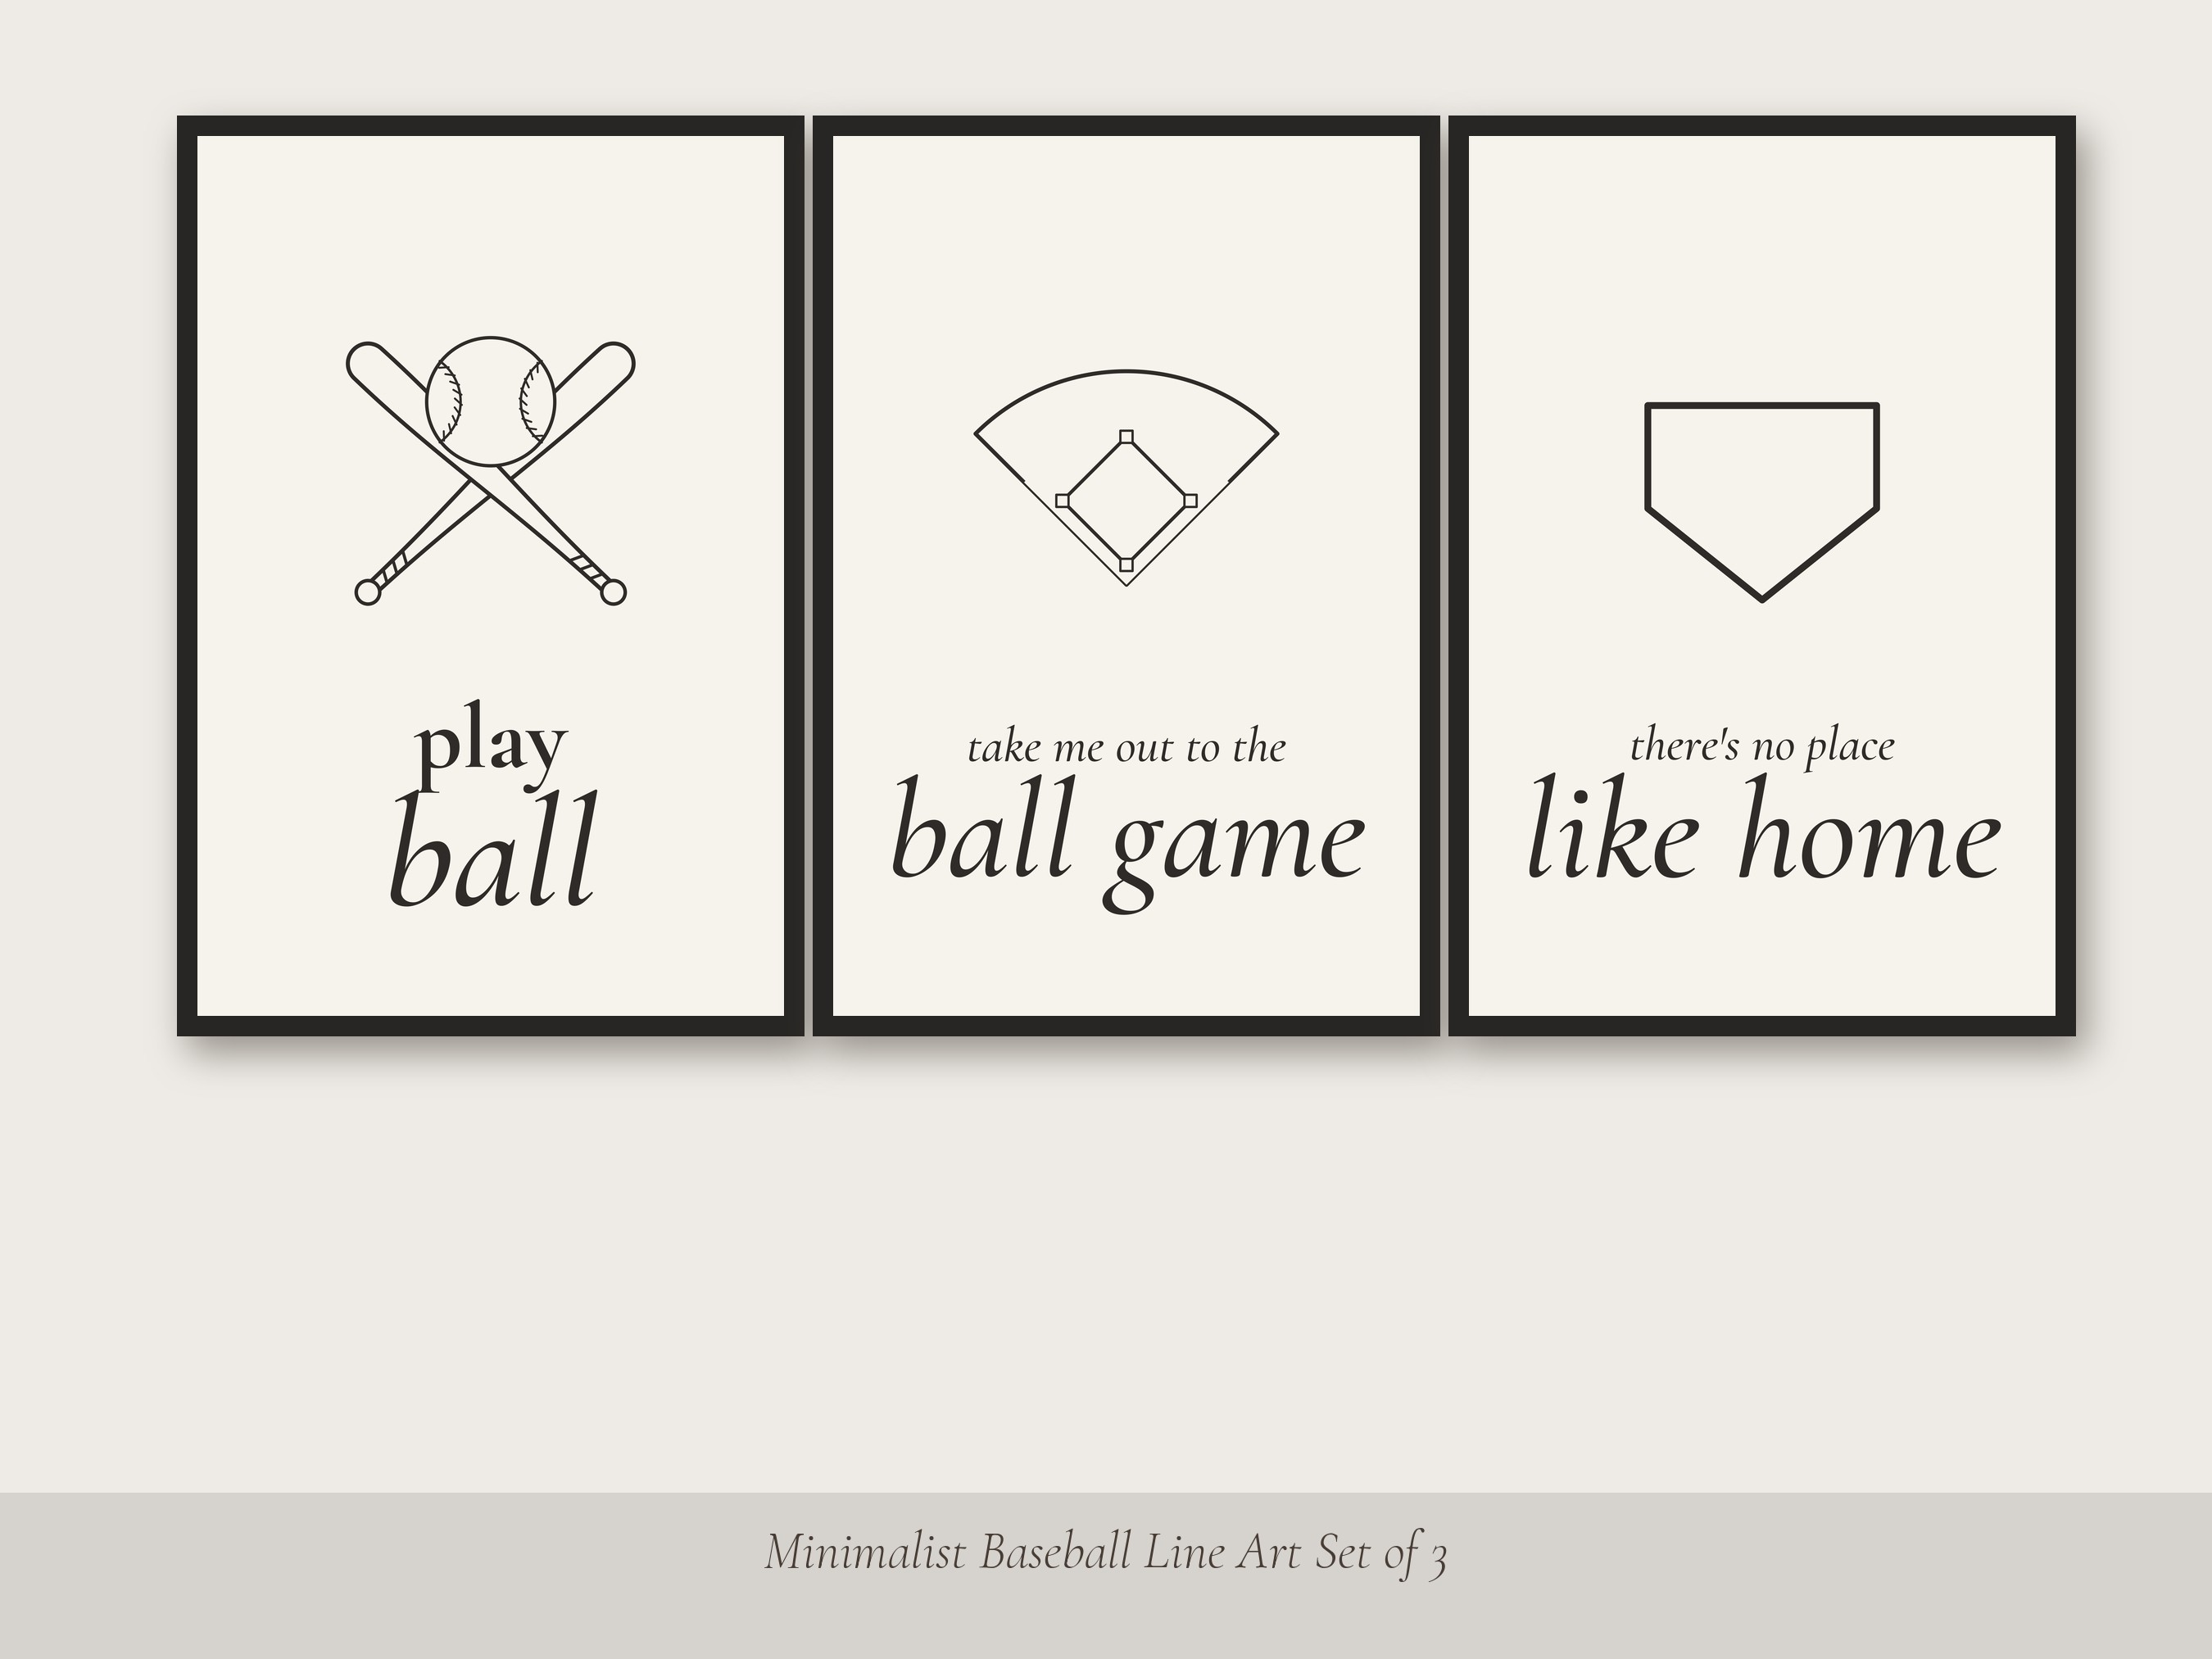 play
ball
take me out to the
ball game
there's no place
like home
Minimalist Baseball Line Art Set of 3